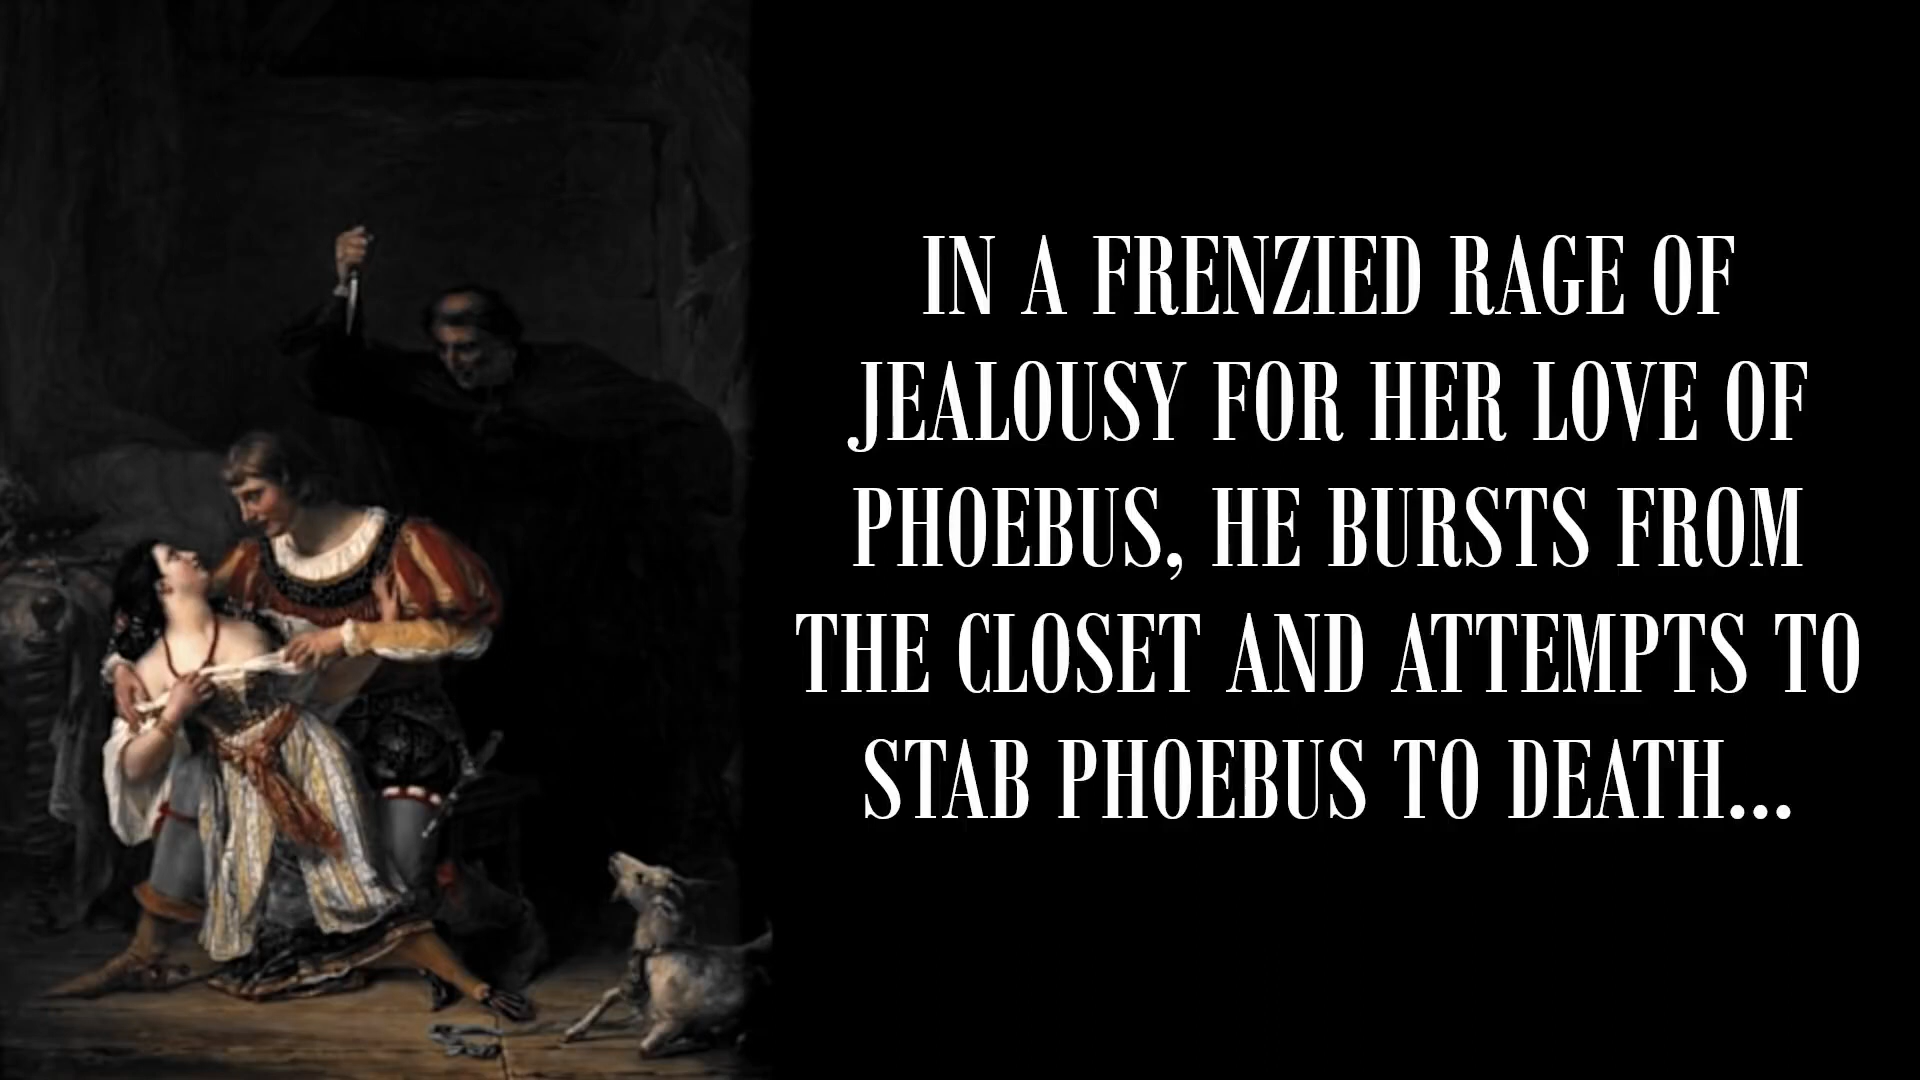 IN A FRENZIED RAGE OF
JEALOUSY FOR HER LOVE OF
PHOEBUS, HE BURSTS FROM
THE CLOSET AND ATTEMPTS TO
STAB PHOEBUS TO DEATH...